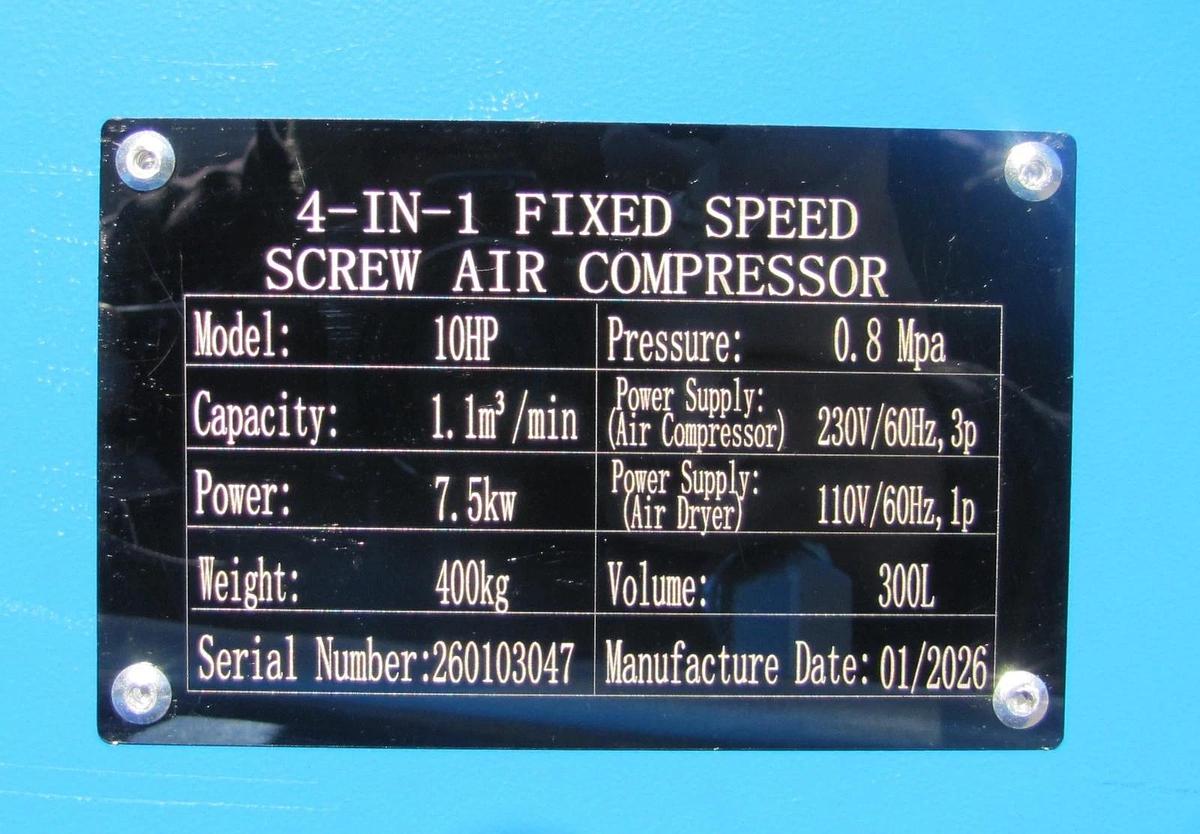 4-IN-1 FIXED SPEED
SCREW AIR COMPRESSOR
Model: 10HP Pressure: 0.8 Mpa
Capacity: 1.1m³/min Power Supply: (Air Compressor) 230V/60Hz, 3p
Power: 7.5kw Power Supply: (Air Dryer) 110V/60Hz, 1p
Weight: 400kg Volume: 300L
Serial Number: 260103047 Manufacture Date: 01/2026